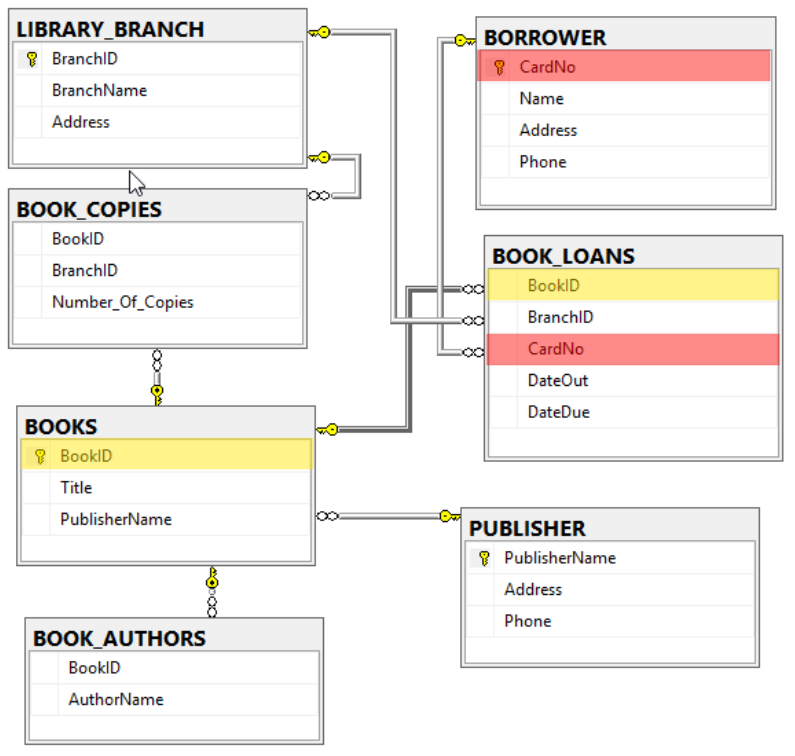 LIBRARY_BRANCH
BranchID
BranchName
Address
BOOK_COPIES
BookID
BranchID
Number_Of_Copies
BOOKS
BookID
Title
PublisherName
BOOK_AUTHORS
BookID
AuthorName
BORROWER
CardNo
Name
Address
Phone
BOOK_LOANS
BookID
BranchID
CardNo
DateOut
DateDue
PUBLISHER
PublisherName
Address
Phone